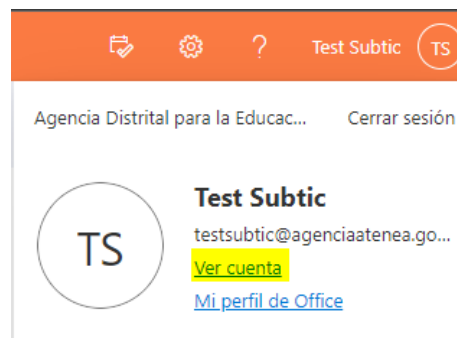 ? Test Subtic TS
Agencia Distrital para la Educac... Cerrar sesión
TS
Test Subtic
testsubtic@agenciaatenea.go...
Ver cuenta
Mi perfil de Office